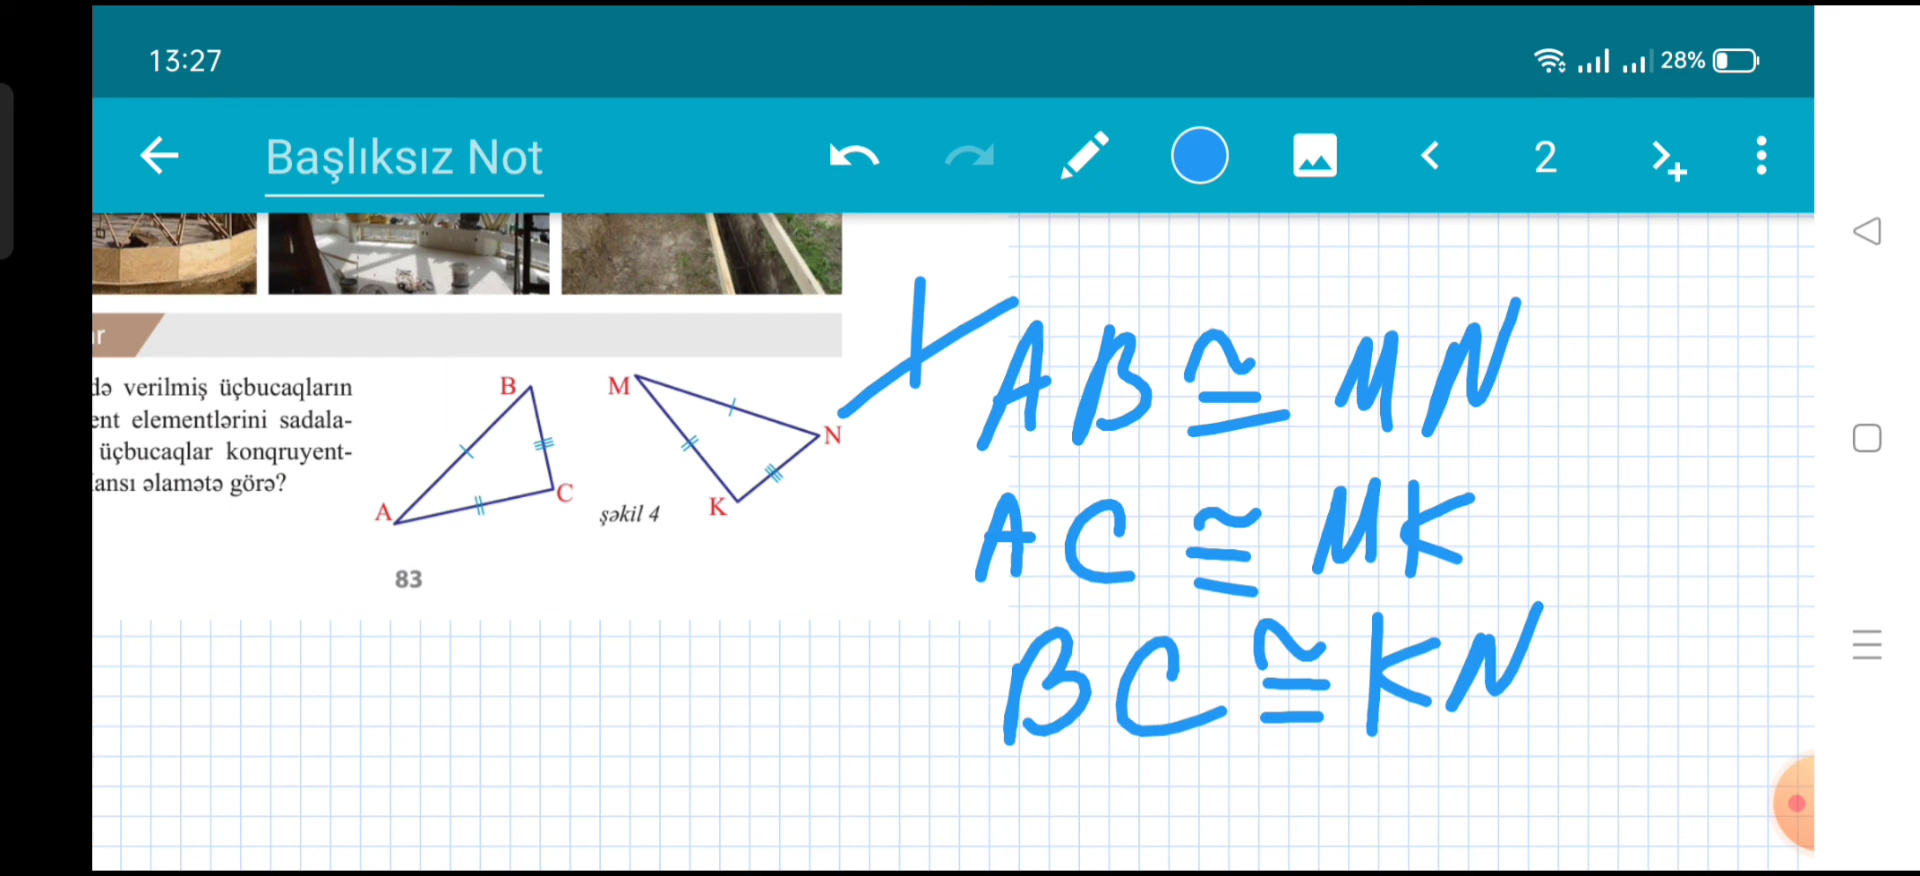 13:27
28%
Başlıksız Not
2
ar
də verilmiş üçbucaqların
ent elementlərini sadala-
üçbucaqlar konqruyent-
ansı əlamətə görə?
B
M
N
A
C
K
şəkil 4
83
AB ≅ MN
AC ≅ MK
BC ≅ KN